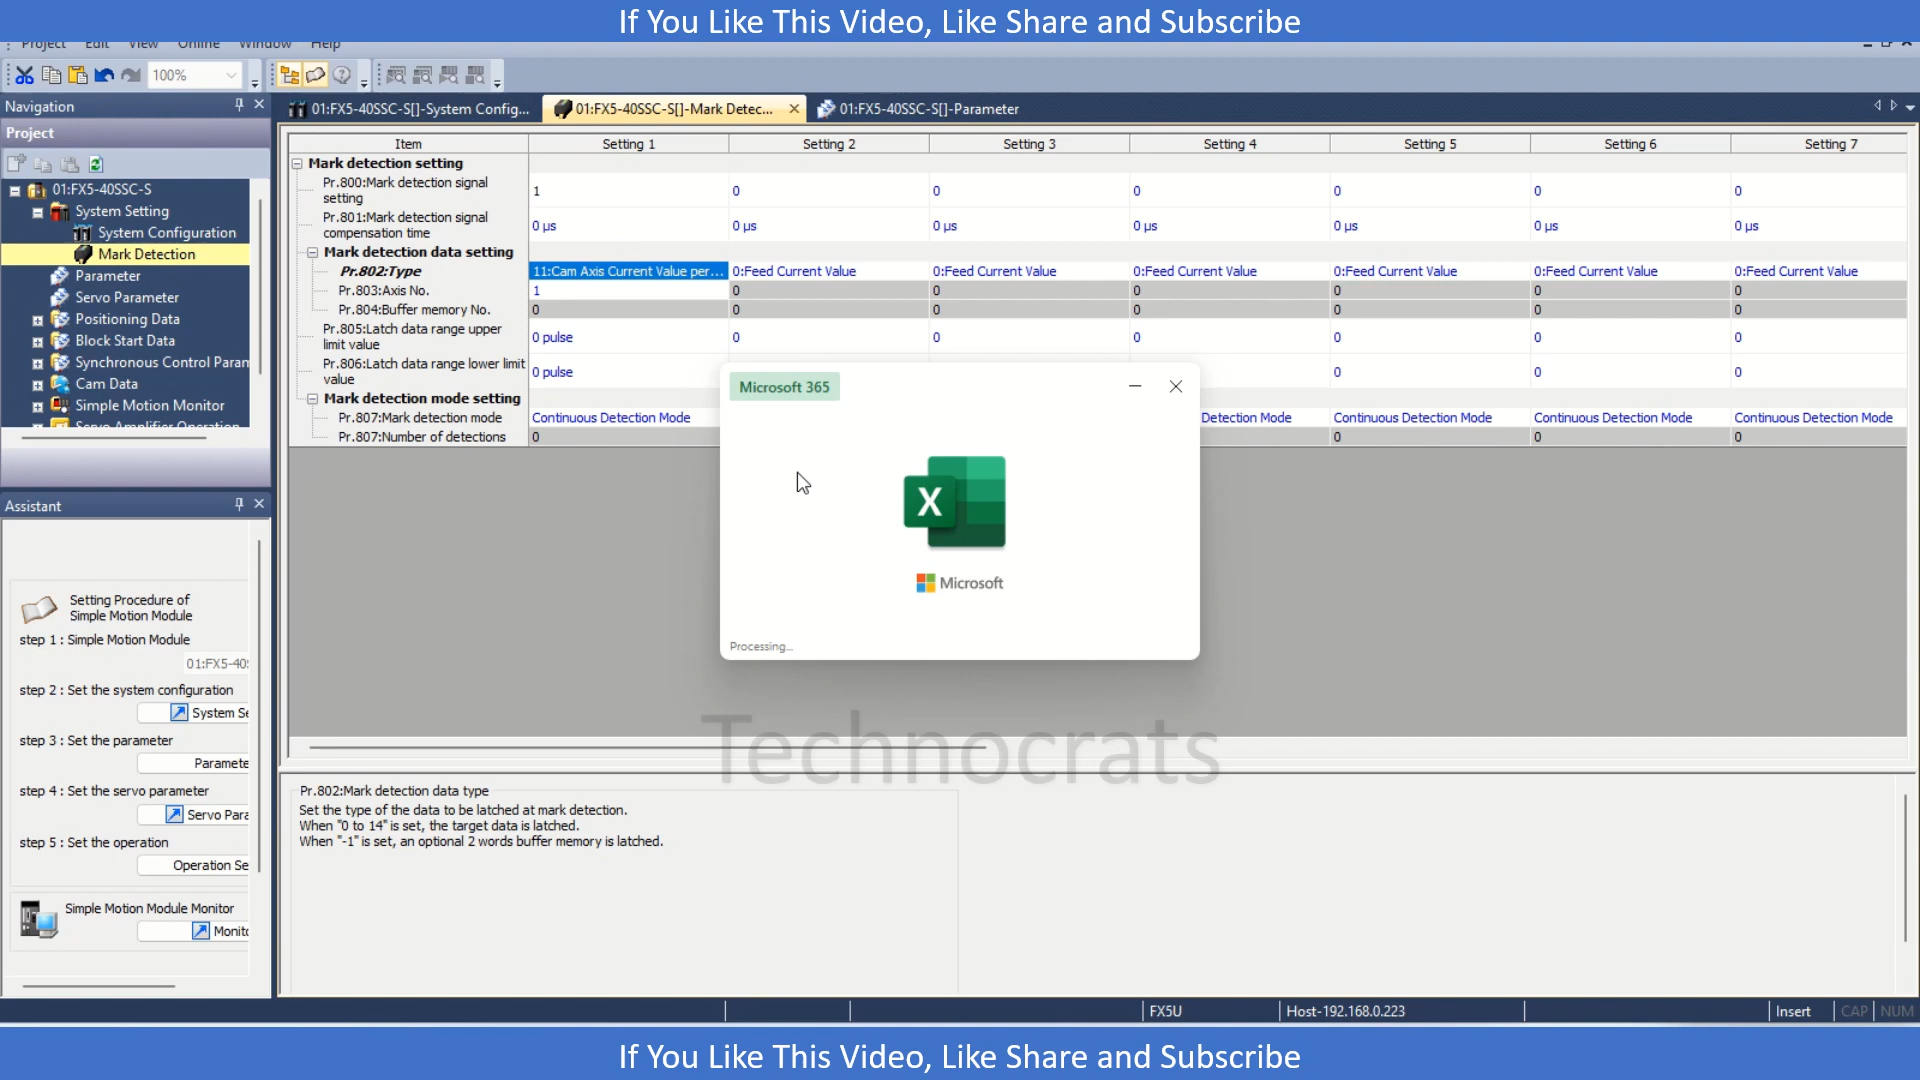 If You Like This Video, Like Share and Subscribe
Project Edit View Online Window Help
100%
Navigation
Project
01:FX5-40SSC-S
System Setting
System Configuration
Mark Detection
Parameter
Servo Parameter
Positioning Data
Block Start Data
Synchronous Control Param
Cam Data
Simple Motion Monitor
Servo Amplifier Operation
01:FX5-40SSC-S[]-System Config... 01:FX5-40SSC-S[]-Mark Detec... 01:FX5-40SSC-S[]-Parameter
Item Setting 1 Setting 2 Setting 3 Setting 4 Setting 5 Setting 6 Setting 7
Mark detection setting
Pr.800:Mark detection signal
setting
1 0 0 0 0 0 0
Pr.801:Mark detection signal
compensation time
0 µs 0 µs 0 µs 0 µs 0 µs 0 µs 0 µs
Mark detection data setting
Pr.802:Type 11:Cam Axis Current Value per... 0:Feed Current Value 0:Feed Current Value 0:Feed Current Value 0:Feed Current Value 0:Feed Current Value 0:Feed Current Value
Pr.803:Axis No. 1 0 0 0 0 0 0
Pr.804:Buffer memory No. 0 0 0 0 0 0 0
Pr.805:Latch data range upper
limit value
0 pulse 0 0 0 0 0 0
Pr.806:Latch data range lower limit
value
0 pulse 0 0 0
Mark detection mode setting
Pr.807:Mark detection mode Continuous Detection Mode Detection Mode Continuous Detection Mode Continuous Detection Mode Continuous Detection Mode
Pr.807:Number of detections 0 0 0 0
Microsoft 365
X
Microsoft
Processing...
Technocrats
Assistant
Setting Procedure of
Simple Motion Module
step 1 : Simple Motion Module
01:FX5-40
step 2 : Set the system configuration
System Se
step 3 : Set the parameter
Paramete
step 4 : Set the servo parameter
Servo Para
step 5 : Set the operation
Operation Se
Simple Motion Module Monitor
Monito
Pr.802:Mark detection data type
Set the type of the data to be latched at mark detection.
When "0 to 14" is set, the target data is latched.
When "-1" is set, an optional 2 words buffer memory is latched.
FX5U Host-192.168.0.223 Insert CAP NUM
If You Like This Video, Like Share and Subscribe